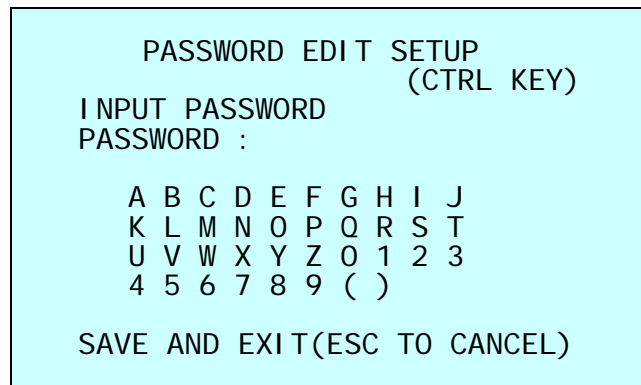 PASSWORD EDIT SETUP
(CTRL KEY)
INPUT PASSWORD
PASSWORD :
A B C D E F G H I J
K L M N O P Q R S T
U V W X Y Z 0 1 2 3
4 5 6 7 8 9 ( )
SAVE AND EXIT(ESC TO CANCEL)